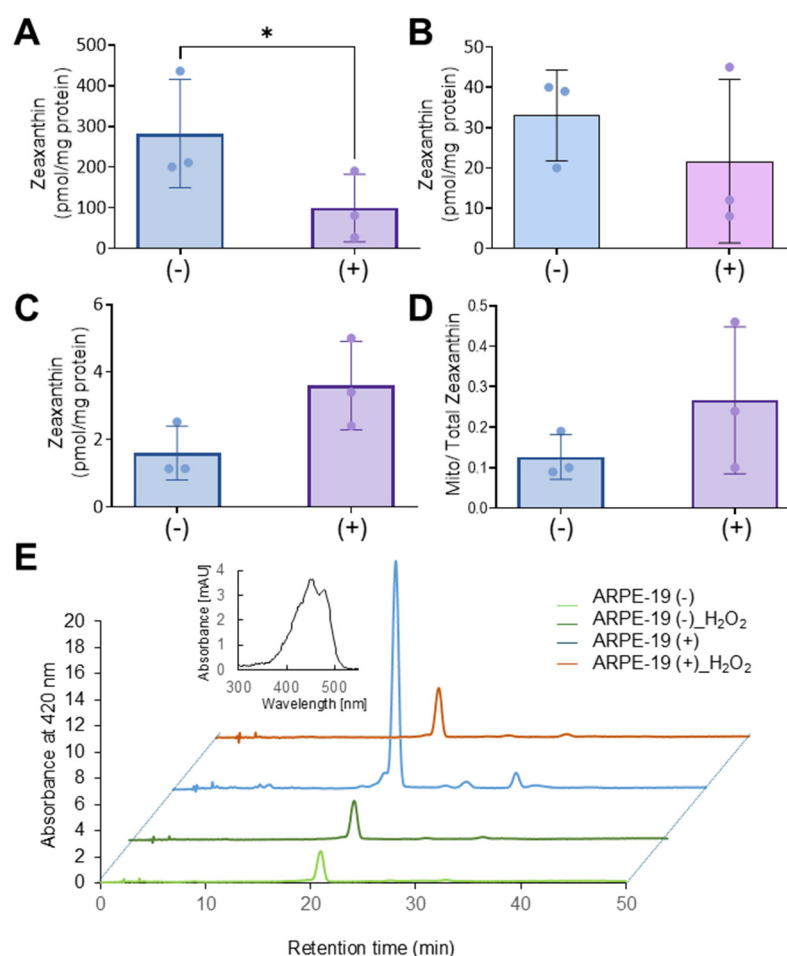 A
B
500
400
300
200
100
0
Zeaxanthin
(pmol/mg protein)
*
(-)
(+)
50
40
30
20
10
0
Zeaxanthin
(pmol/mg protein)
(-)
(+)
C
D
6
4
2
0
Zeaxanthin
(pmol/mg protein)
(-)
(+)
0.5
0.4
0.3
0.2
0.1
0.0
Mito/ Total Zeaxanthin
(-)
(+)
E
Absorbance [mAU]
4
3
2
1
0
300 400 500
Wavelength [nm]
ARPE-19 (-)
ARPE-19 (-)_H₂O₂
ARPE-19 (+)
ARPE-19 (+)_H₂O₂
Absorbance at 420 nm
20
18
16
14
12
10
8
6
4
2
0
0 10 20 30 40 50
Retention time (min)